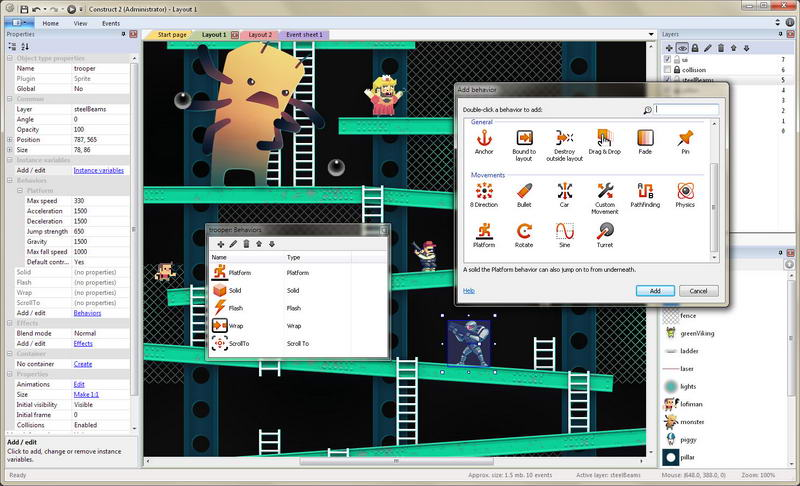 Construct 2 (Administrator) - Layout 1
Home View Events
Properties
Object type properties
Name trooper
Plugin Sprite
Global No
Common
Layer steelBeams
Angle 0
Opacity 100
Position 787, 565
Size 78, 86
Instance variables
Add / edit Instance variables
Behaviors
Platform
Max speed 330
Acceleration 1500
Deceleration 1500
Jump strength 650
Gravity 1500
Max fall speed 1000
Default contr... Yes
Solid (no properties)
Flash (no properties)
Wrap (no properties)
ScrollTo (no properties)
Add / edit Behaviors
Effects
Blend mode Normal
Add / edit Effects
Container
No container Create
Properties
Animations Edit
Size Make 1:1
Initial visibility Visible
Initial frame 0
Collisions Enabled
Add / edit
Click to add, change or remove instance variables.
Start page Layout 1 Layout 2 Event sheet 1
trooper: Behaviors
Name Type
Platform Platform
Solid Solid
Flash Flash
Wrap Wrap
ScrollTo Scroll To
Add behavior
Double-click a behavior to add:
General
Anchor
Bound to layout
Destroy outside layout
Drag & Drop
Fade
Pin
Movements
8 Direction
Bullet
Car
Custom Movement
Pathfinding
Physics
Platform
Rotate
Sine
Turret
A solid the Platform behavior can also jump on to from underneath.
Help
Add
Cancel
Layers
ui 7
collision 6
steelBeams 5
4
3
2
1
0
fence
greenViking
ladder
laser
lights
lofiman
monster
piggy
pillar
Ready
Approx. size: 1.5 mb. 10 events
Active layer: steelBeams
Mouse: (648.0, 388.0, 0)
Zoom: 100%